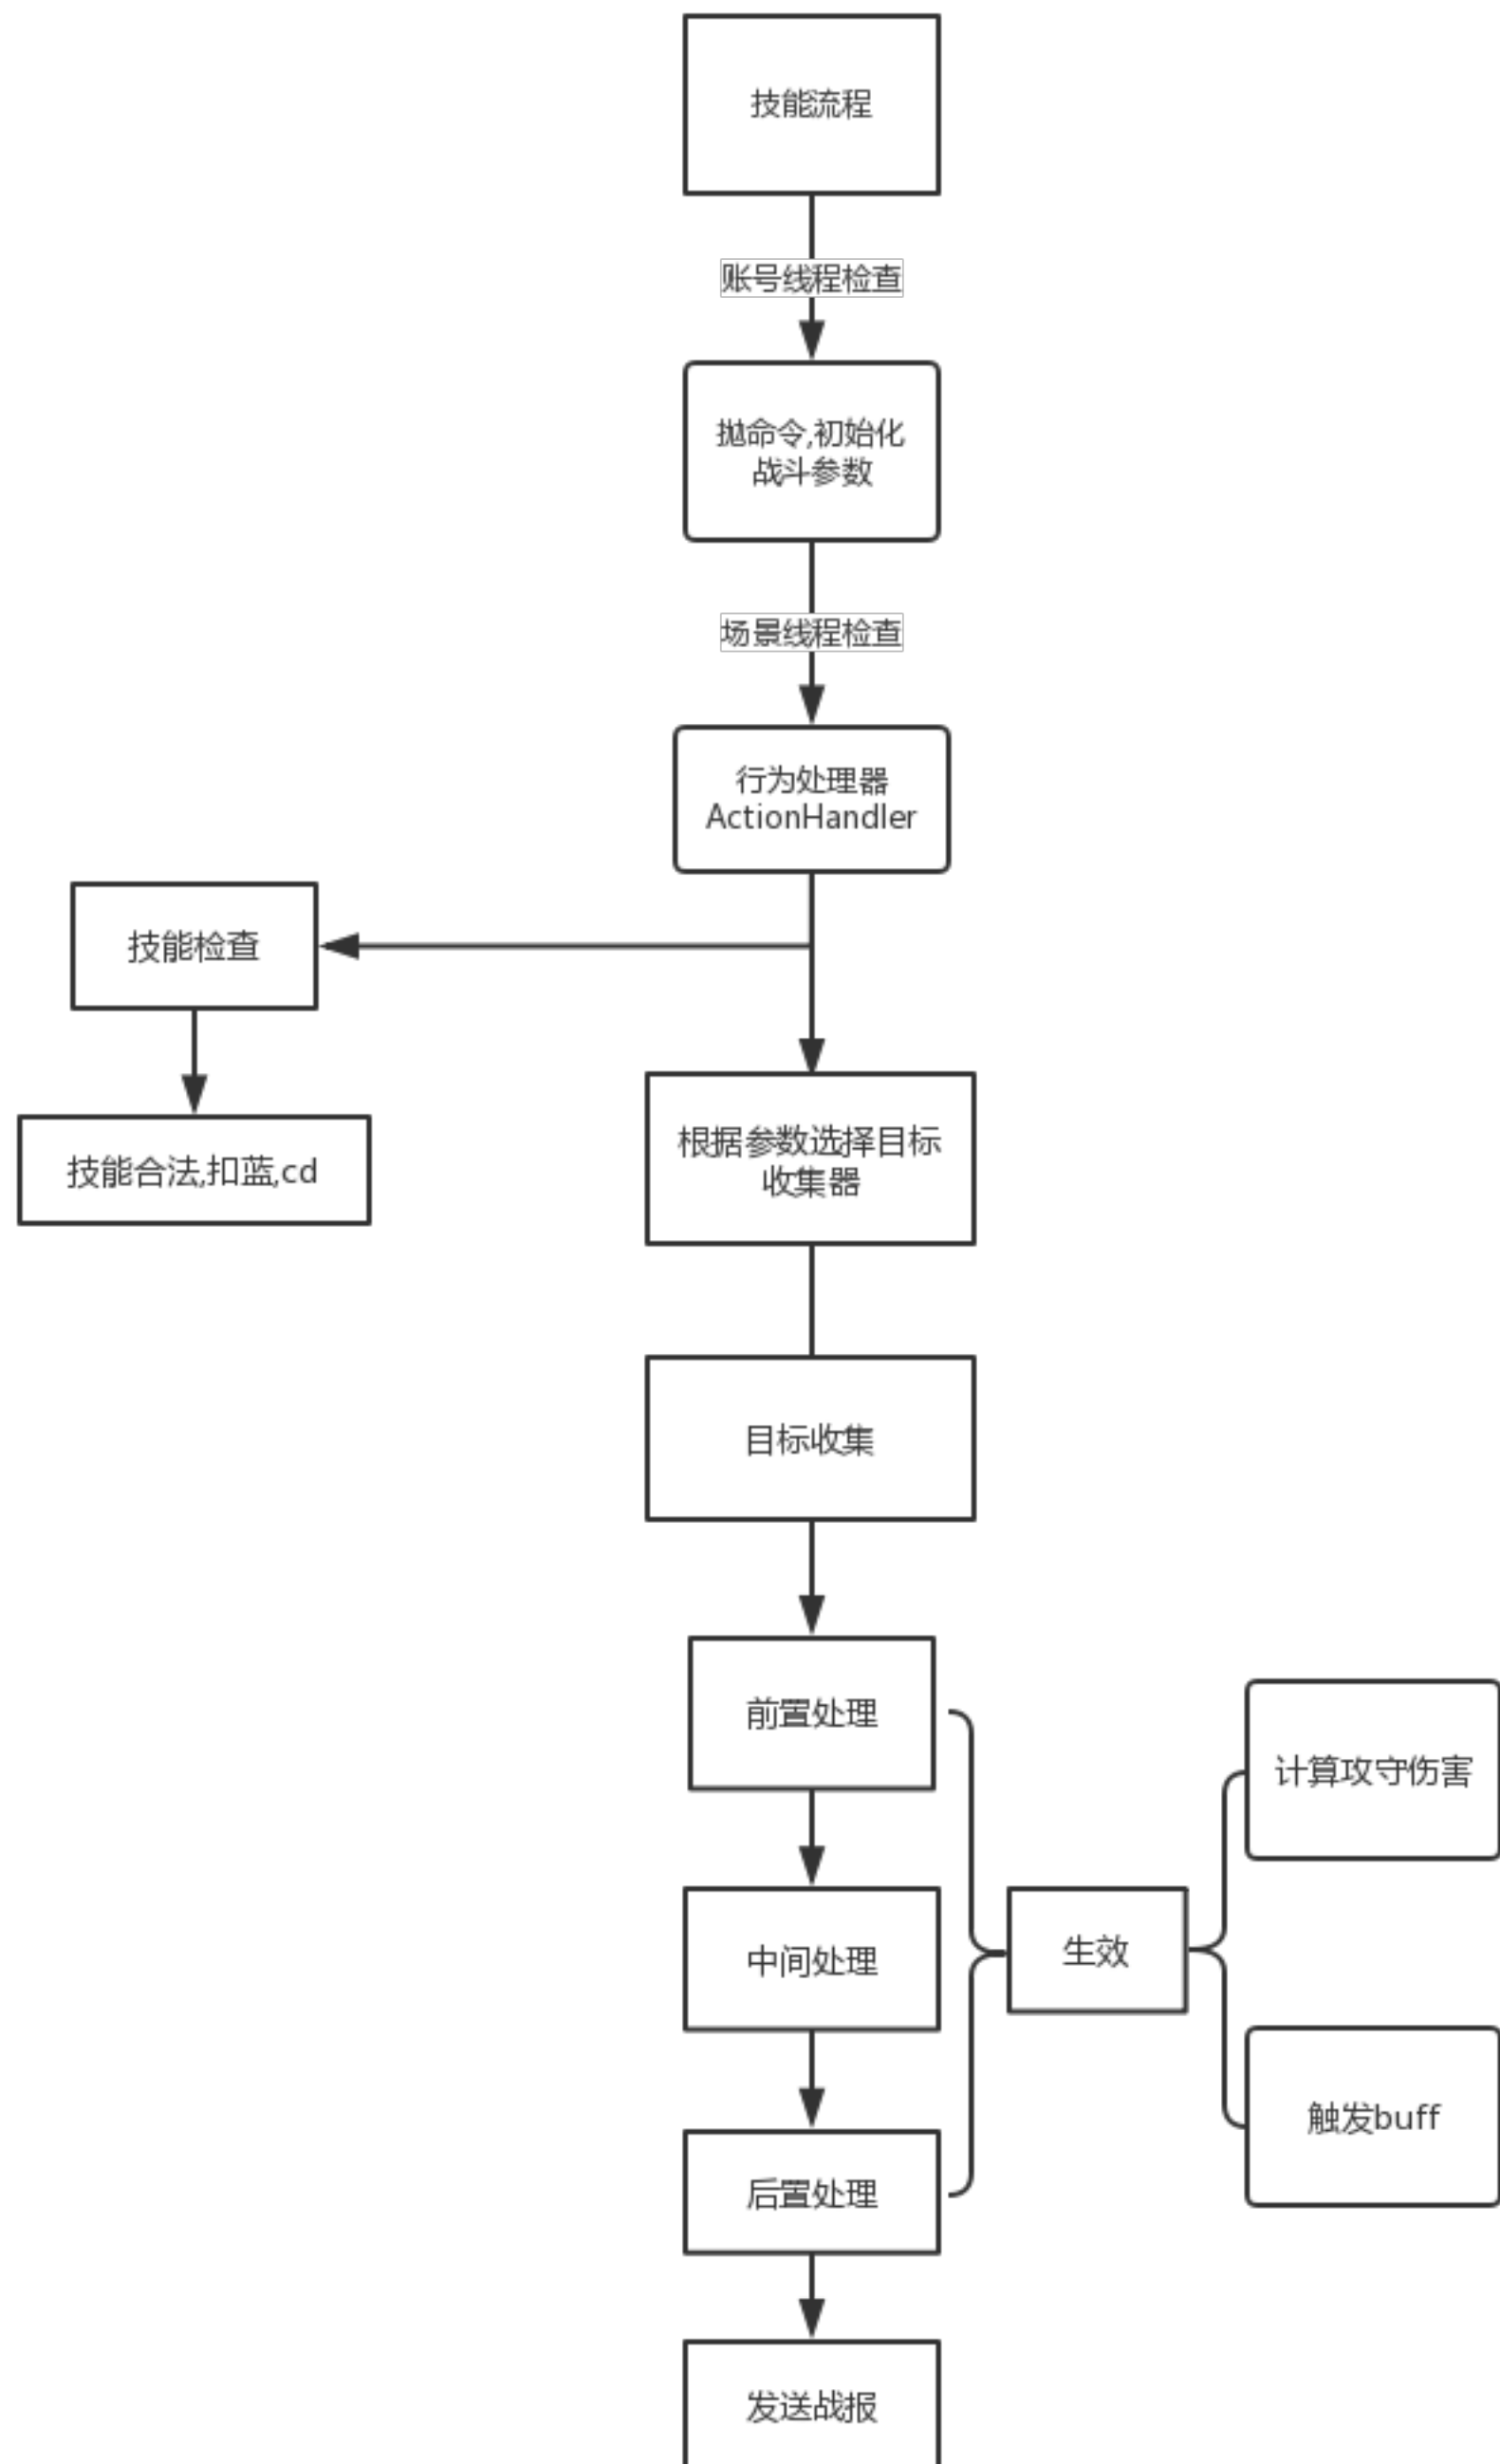 技能流程
账号线程检查
抛命令,初始化
战斗参数
场景线程检查
行为处理器
ActionHandler
技能检查
技能合法,扣蓝,cd
根据参数选择目标
收集器
目标收集
前置处理
计算攻守伤害
中间处理
生效
触发buff
后置处理
发送战报